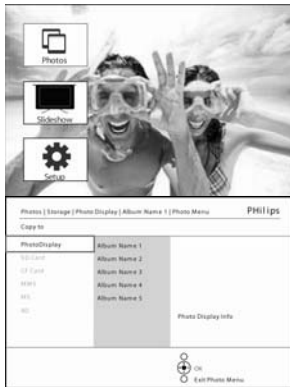 Photos
Slideshow
Setup
Photos | Storage | Photo Display | Album Name 1 | Photo Menu PHilips
Copy to
PhotoDisplay Album Name 1
SD Card Album Name 2
CF Card Album Name 3
MMS Album Name 4
MS Album Name 5
Photo Display Info
OK
Exit Photo Menu